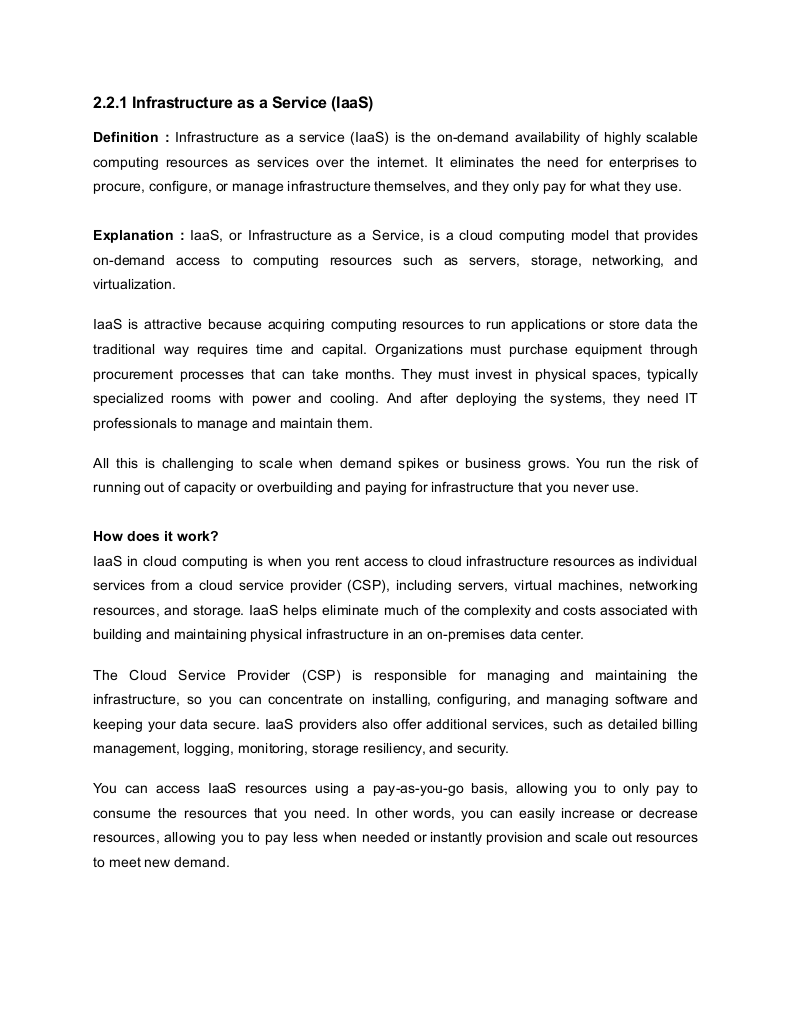 2.2.1 Infrastructure as a Service (IaaS)
Definition : Infrastructure as a service (IaaS) is the on-demand availability of highly scalable
computing resources as services over the internet. It eliminates the need for enterprises to
procure, configure, or manage infrastructure themselves, and they only pay for what they use.
Explanation : IaaS, or Infrastructure as a Service, is a cloud computing model that provides
on-demand access to computing resources such as servers, storage, networking, and
virtualization.
IaaS is attractive because acquiring computing resources to run applications or store data the
traditional way requires time and capital. Organizations must purchase equipment through
procurement processes that can take months. They must invest in physical spaces, typically
specialized rooms with power and cooling. And after deploying the systems, they need IT
professionals to manage and maintain them.
All this is challenging to scale when demand spikes or business grows. You run the risk of
running out of capacity or overbuilding and paying for infrastructure that you never use.
How does it work?
IaaS in cloud computing is when you rent access to cloud infrastructure resources as individual
services from a cloud service provider (CSP), including servers, virtual machines, networking
resources, and storage. IaaS helps eliminate much of the complexity and costs associated with
building and maintaining physical infrastructure in an on-premises data center.
The Cloud Service Provider (CSP) is responsible for managing and maintaining the
infrastructure, so you can concentrate on installing, configuring, and managing software and
keeping your data secure. IaaS providers also offer additional services, such as detailed billing
management, logging, monitoring, storage resiliency, and security.
You can access IaaS resources using a pay-as-you-go basis, allowing you to only pay to
consume the resources that you need. In other words, you can easily increase or decrease
resources, allowing you to pay less when needed or instantly provision and scale out resources
to meet new demand.